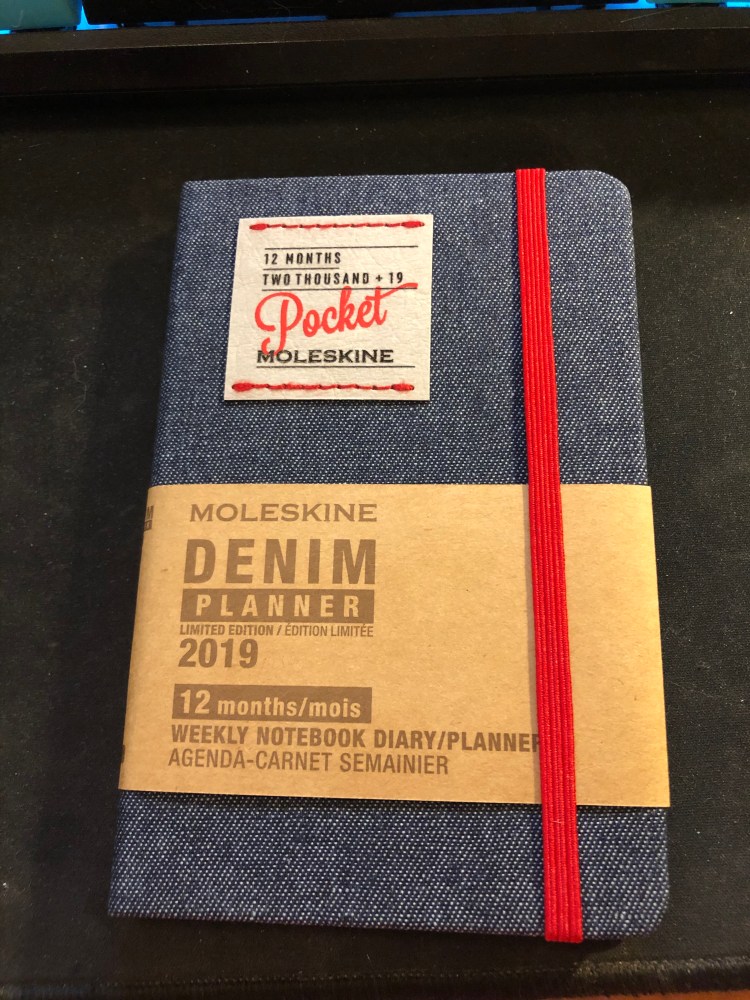 12 MONTHS
TWO THOUSAND + 19
Pocket
MOLESKINE
MOLESKINE
DENIM
PLANNER
LIMITED EDITION / ÉDITION LIMITÉE
2019
12 months/mois
WEEKLY NOTEBOOK DIARY/PLANNER
AGENDA-CARNET SEMAINIER